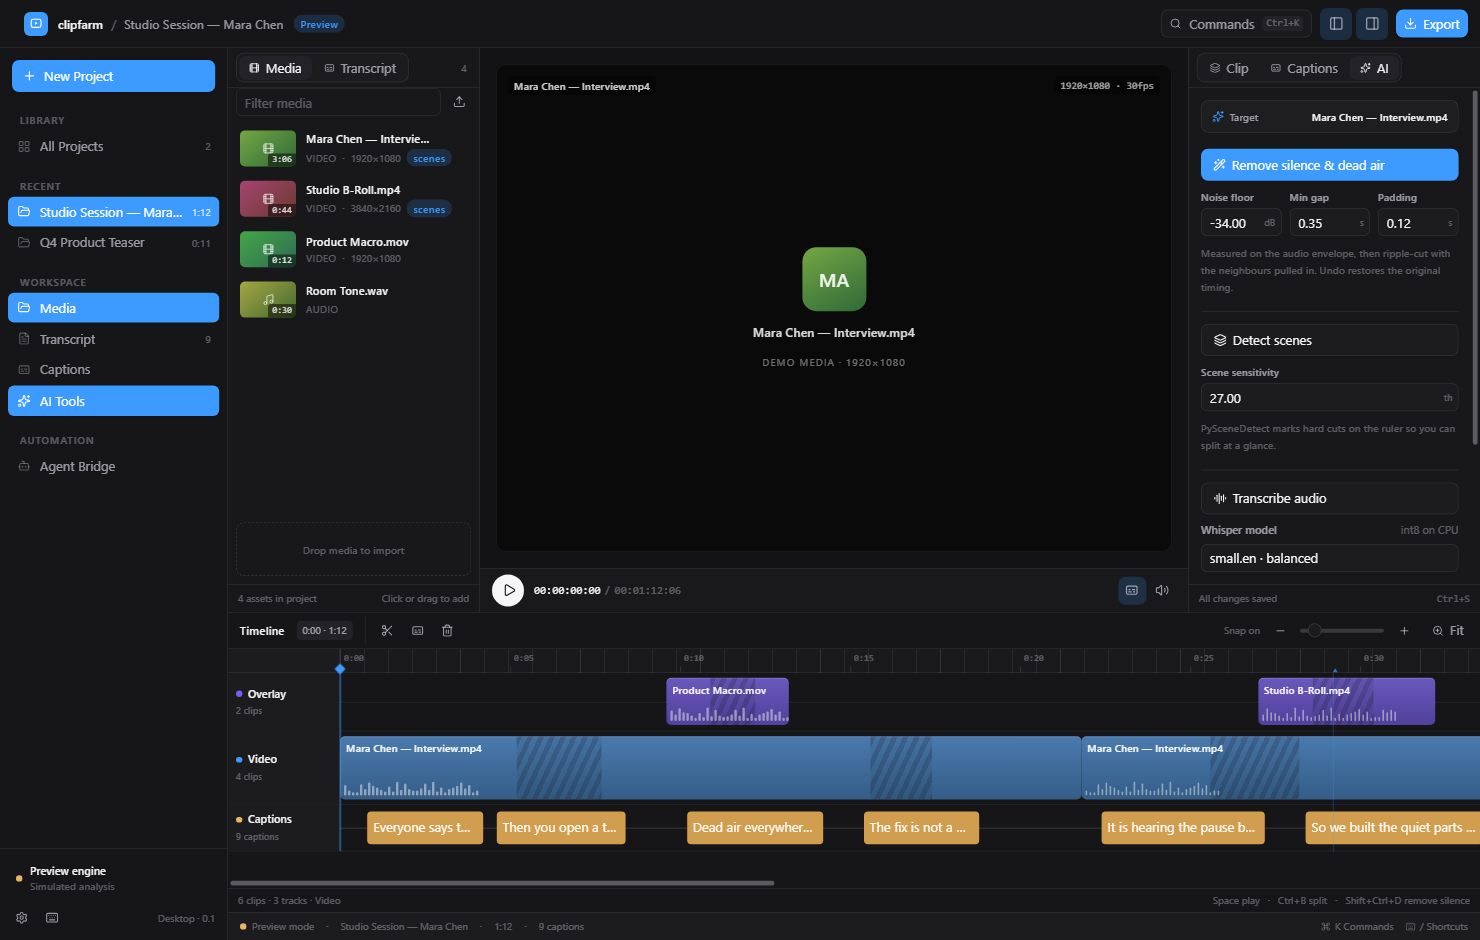 clipfarm / Studio Session — Mara Chen Preview
Commands Ctrl+K
Export
New Project
LIBRARY
All Projects 2
RECENT
Studio Session — Mara... 1:12
Q4 Product Teaser 0:11
WORKSPACE
Media
Transcript 9
Captions
AI Tools
AUTOMATION
Agent Bridge
Preview engine
Simulated analysis
Desktop · 0.1
Media Transcript 4
Filter media
Mara Chen — Intervie...
3:06 VIDEO · 1920×1080 scenes
Studio B-Roll.mp4
0:44 VIDEO · 3840×2160 scenes
Product Macro.mov
0:12 VIDEO · 1920×1080
Room Tone.wav
0:30 AUDIO
Drop media to import
4 assets in project Click or drag to add
Mara Chen — Interview.mp4 1920×1080 · 30fps
MA
Mara Chen — Interview.mp4
DEMO MEDIA · 1920×1080
00:00:00:00 / 00:01:12:06
Clip Captions AI
Target Mara Chen — Interview.mp4
Remove silence & dead air
Noise floor Min gap Padding
-34.00 dB 0.35 s 0.12 s
Measured on the audio envelope, then ripple-cut with
the neighbours pulled in. Undo restores the original
timing.
Detect scenes
Scene sensitivity
27.00 th
PySceneDetect marks hard cuts on the ruler so you can
split at a glance.
Transcribe audio
Whisper model int8 on CPU
small.en · balanced
All changes saved Ctrl+S
Timeline 0:00 · 1:12
Snap on Fit
0:00 0:05 0:10 0:15 0:20 0:25 0:30
Overlay
2 clips
Product Macro.mov Studio B-Roll.mp4
Video
4 clips
Mara Chen — Interview.mp4 Mara Chen — Interview.mp4
Captions
9 captions
Everyone says t... Then you open a t... Dead air everywher... The fix is not a ... It is hearing the pause b... So we built the quiet parts ...
6 clips · 3 tracks · Video Space play · Ctrl+B split · Shift+Ctrl+D remove silence
Preview mode · Studio Session — Mara Chen · 1:12 · 9 captions ⌘ K Commands / Shortcuts